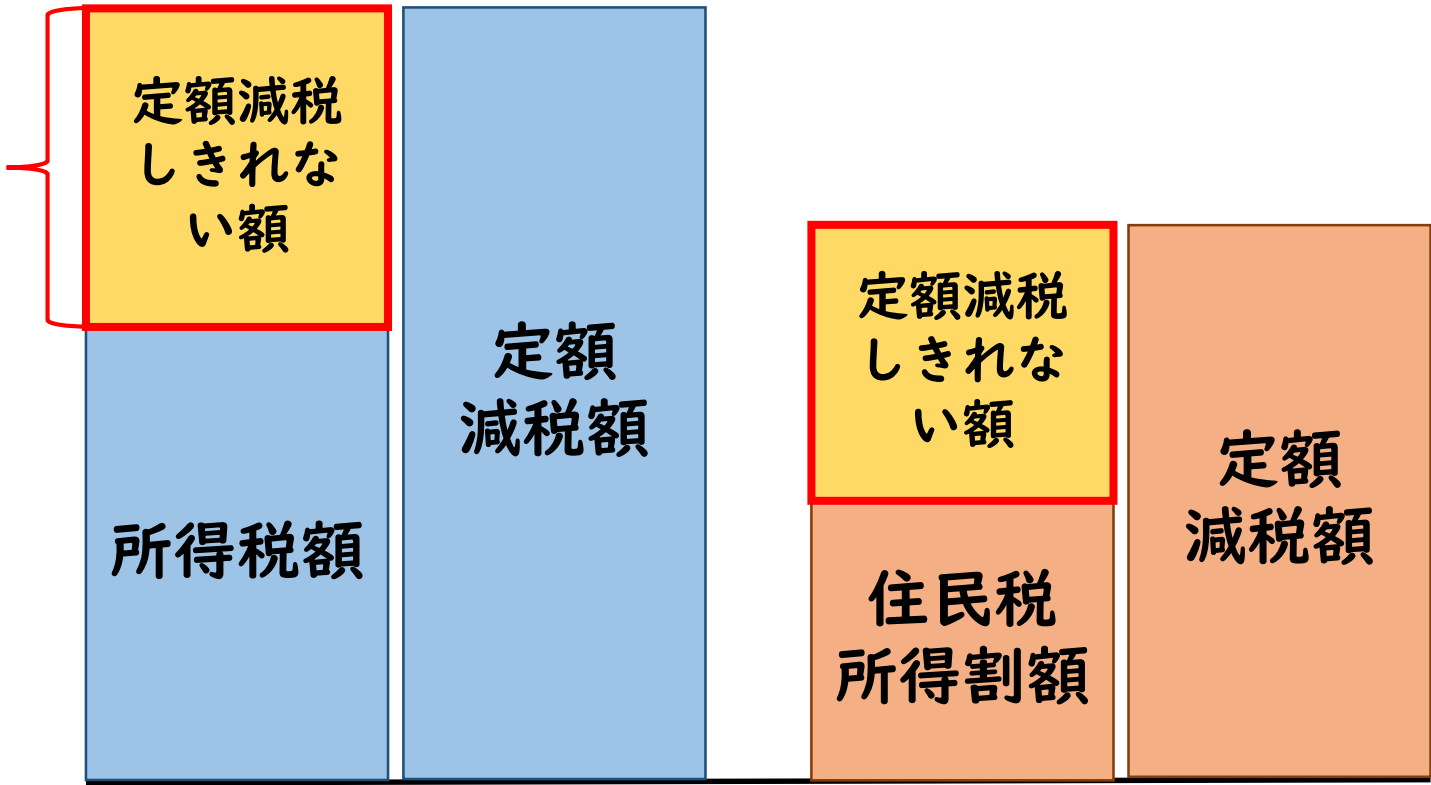 定額減税
しきれな
い額
所得税額
定額
減税額
定額減税
しきれな
い額
住民税
所得割額
定額
減税額